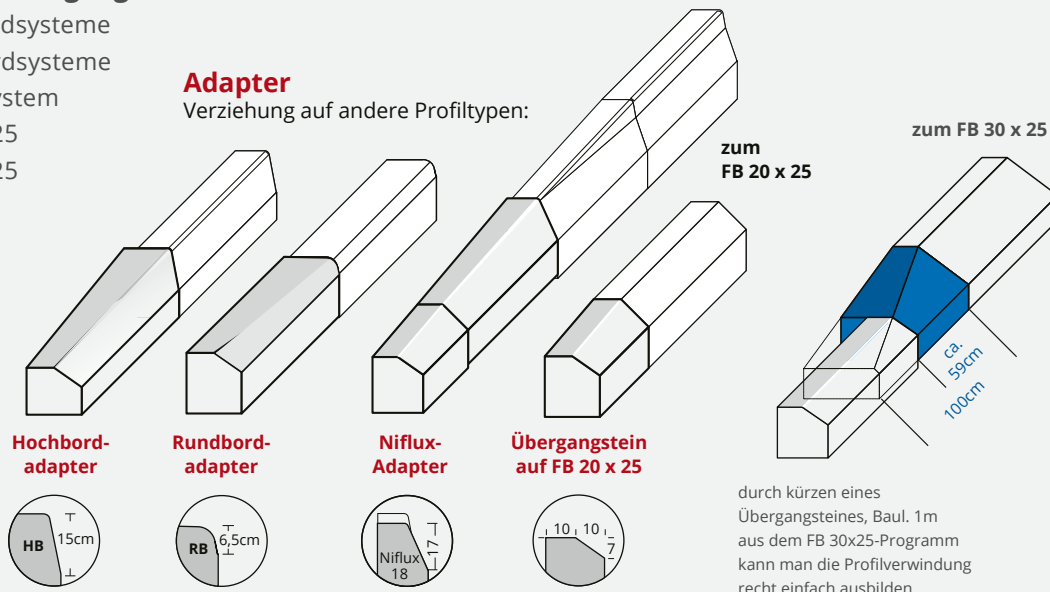 Adapter
Verziehung auf andere Profiltypen:
zum
FB 20 x 25
zum FB 30 x 25
ca.
59cm
100cm
Hochbord-
adapter
Rundbord-
adapter
Niflux-
Adapter
Übergangstein
auf FB 20 x 25
HB
15cm
RB
6,5cm
Niflux
18
17
10
10
7
durch kürzen eines
Übergangsteines, Baul. 1m
aus dem FB 30x25-Programm
kann man die Profilverwindung
recht einfach ausbilden
25
25